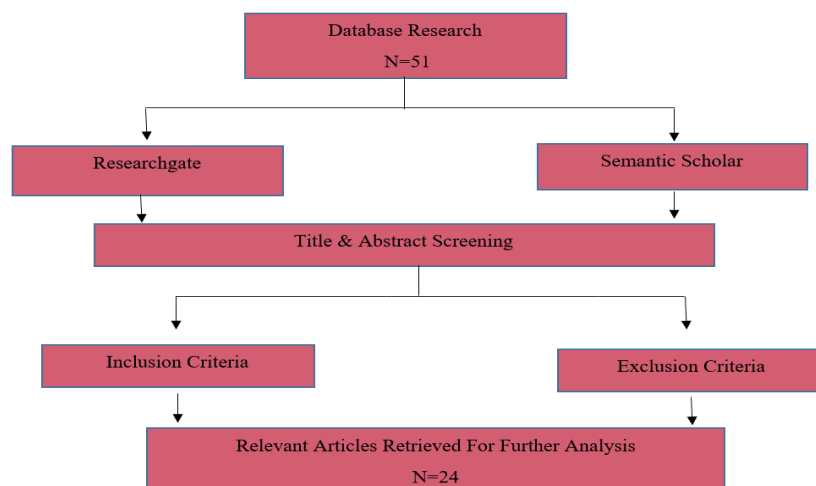 Database Research
N=51
Researchgate
Semantic Scholar
Title & Abstract Screening
Inclusion Criteria
Exclusion Criteria
Relevant Articles Retrieved For Further Analysis
N=24